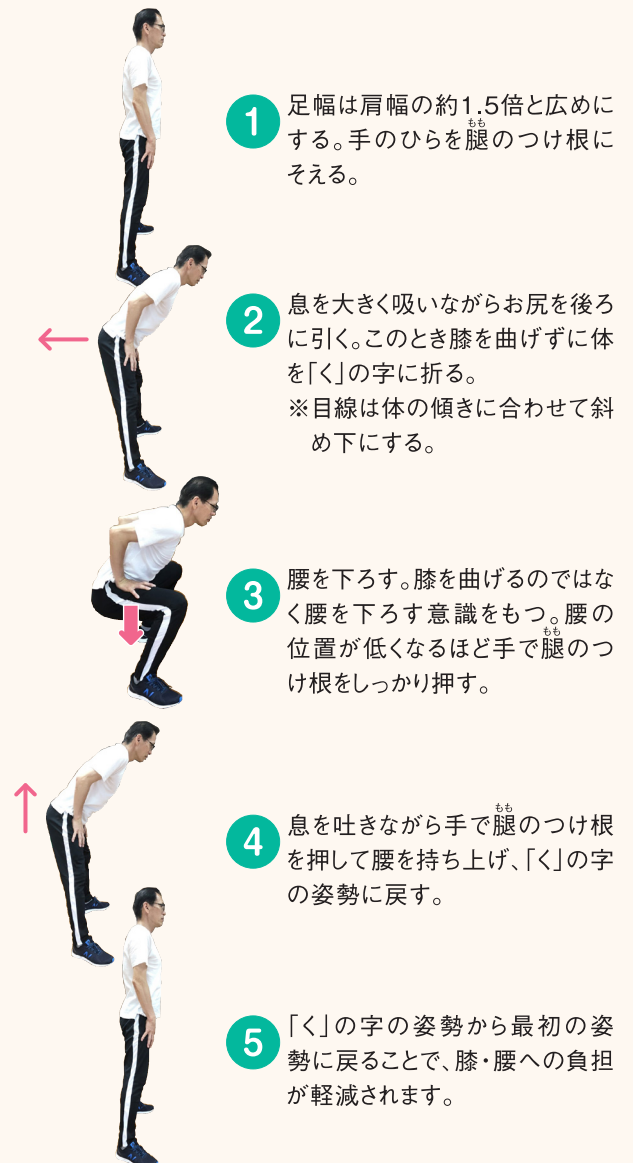 1 足幅は肩幅の約1.5倍と広めに
する。手のひらを腿のつけ根に
そえる。
2 息を大きく吸いながらお尻を後ろ
に引く。このとき膝を曲げずに体
を「く」の字に折る。
※目線は体の傾きに合わせて斜
め下にする。
3 腰を下ろす。膝を曲げるのではな
く腰を下ろす意識をもつ。腰の
位置が低くなるほど手で腿のつ
け根をしっかり押す。
4 息を吐きながら手で腿のつけ根
を押して腰を持ち上げ、「く」の字
の姿勢に戻す。
5 「く」の字の姿勢から最初の姿
勢に戻ることで、膝・腰への負担
が軽減されます。